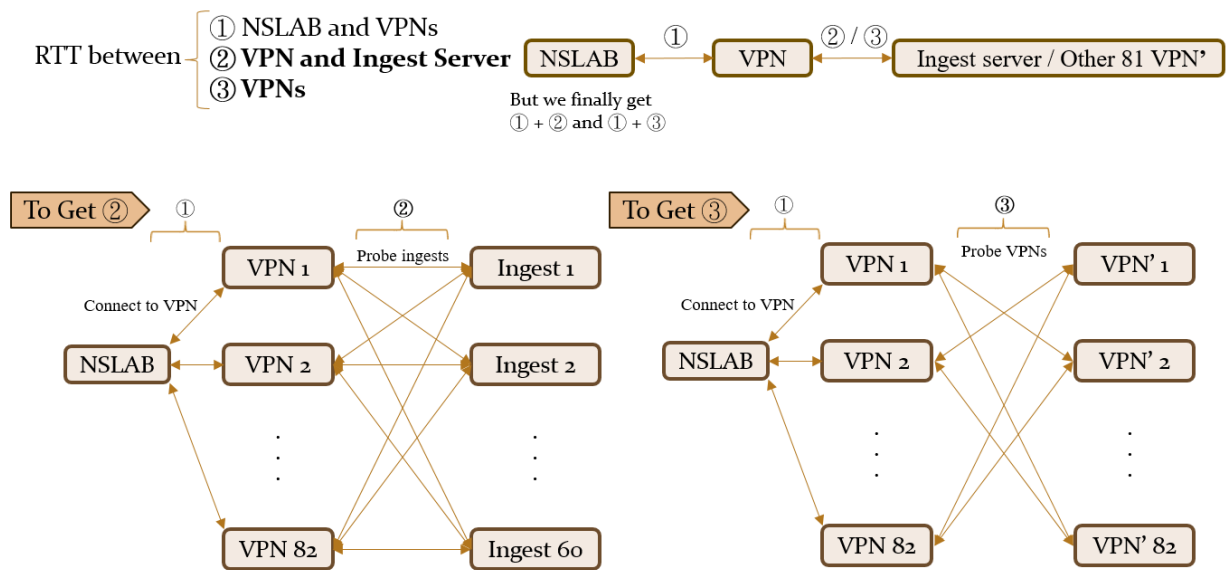 RTT between
① NSLAB and VPNs
② VPN and Ingest Server
③ VPNs
NSLAB
①
VPN
② / ③
Ingest server / Other 81 VPN’
But we finally get
① + ② and ① + ③
To Get ②
①
②
Probe ingests
Connect to VPN
NSLAB
VPN 1
VPN 2
VPN 82
Ingest 1
Ingest 2
Ingest 60
To Get ③
①
③
Probe VPNs
Connect to VPN
NSLAB
VPN 1
VPN 2
VPN 82
VPN’ 1
VPN’ 2
VPN’ 82